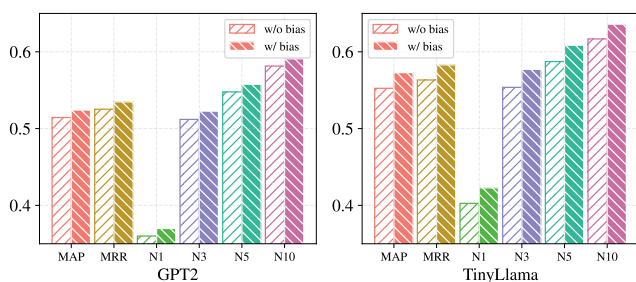 0.6
0.5
0.4
w/o bias
w/ bias
MAP MRR N1 N3 N5 N10
GPT2
0.6
0.5
0.4
w/o bias
w/ bias
MAP MRR N1 N3 N5 N10
TinyLlama